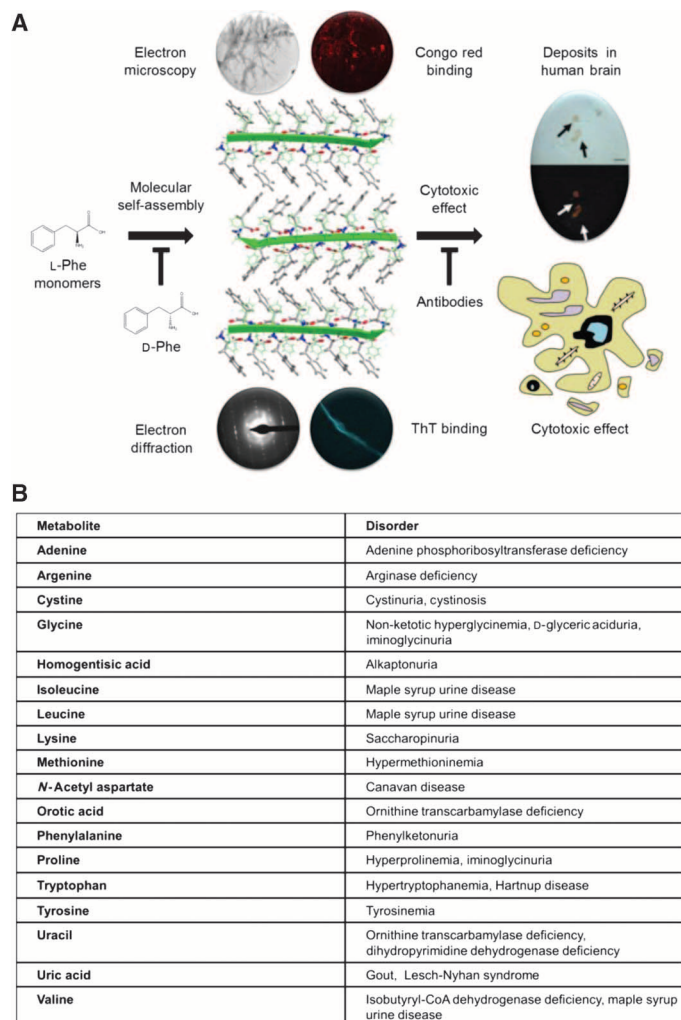 A
Electron
microscopy
Congo red
binding
Deposits in
human brain
Molecular
self-assembly
Cytotoxic
effect
L-Phe
monomers
D-Phe
Antibodies
Electron
diffraction
ThT binding
Cytotoxic effect
B
Metabolite Disorder
Adenine Adenine phosphoribosyltransferase deficiency
Argenine Arginase deficiency
Cystine Cystinuria, cystinosis
Glycine Non-ketotic hyperglycinemia, D-glyceric aciduria,
iminoglycinuria
Homogentisic acid Alkaptonuria
Isoleucine Maple syrup urine disease
Leucine Maple syrup urine disease
Lysine Saccharopinuria
Methionine Hypermethioninemia
N-Acetyl aspartate Canavan disease
Orotic acid Ornithine transcarbamylase deficiency
Phenylalanine Phenylketonuria
Proline Hyperprolinemia, iminoglycinuria
Tryptophan Hypertryptophanemia, Hartnup disease
Tyrosine Tyrosinemia
Uracil Ornithine transcarbamylase deficiency,
dihydropyrimidine dehydrogenase deficiency
Uric acid Gout, Lesch-Nyhan syndrome
Valine Isobutyryl-CoA dehydrogenase deficiency, maple syrup
urine disease